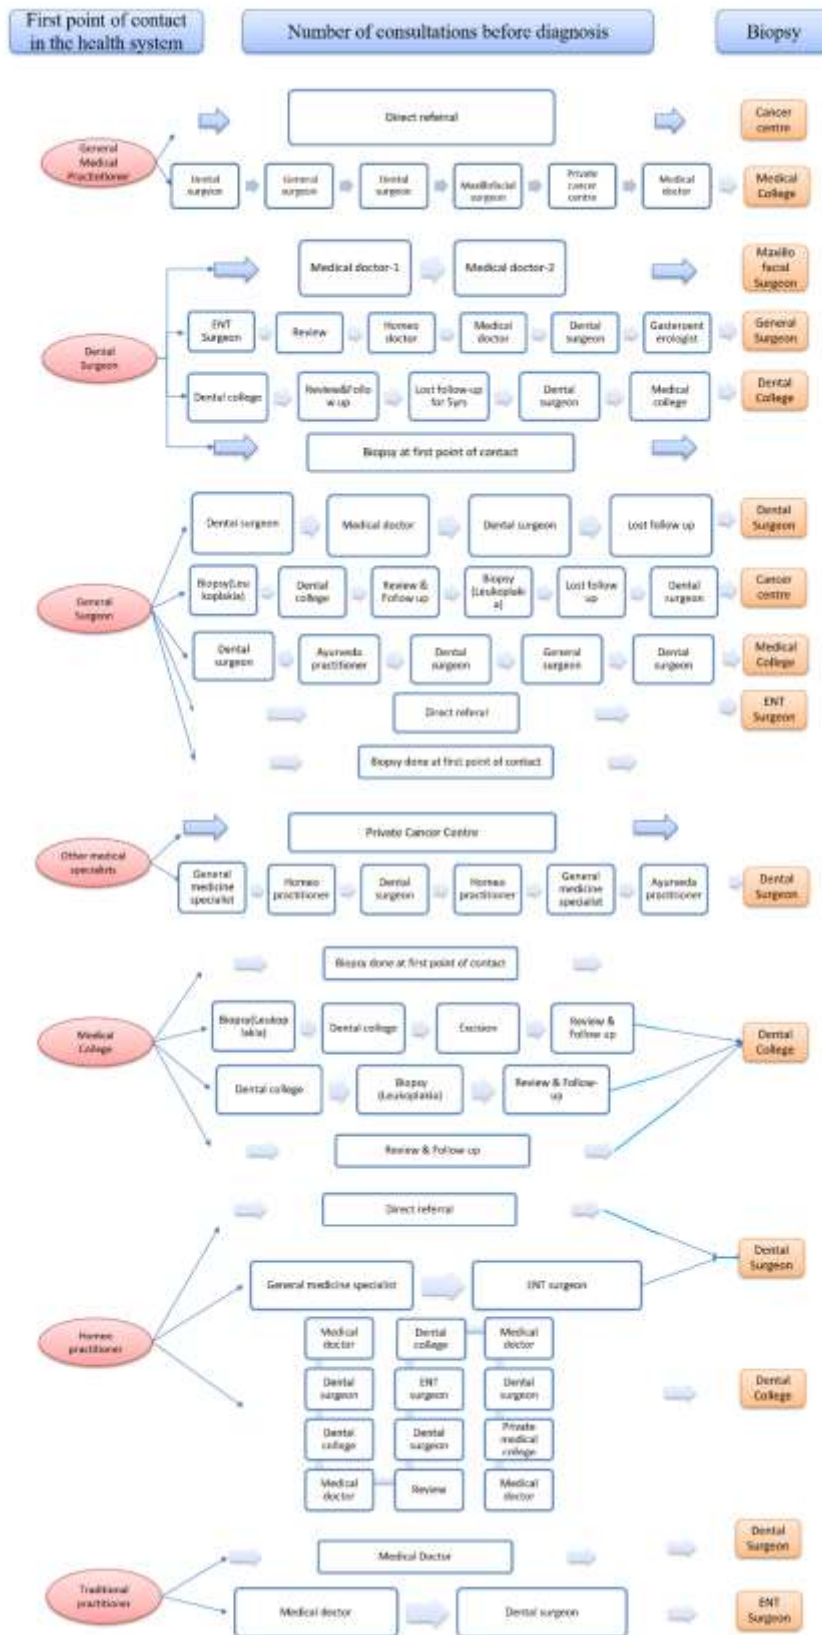 First point of contact
in the health system
Number of consultations before diagnosis
Biopsy
General
Medical
Practitioner
Direct referral
Cancer
centre
Dental
surgeon
General
surgeon
Dental
surgeon
Maxillofacial
surgeon
Private
cancer
centre
Medical
doctor
Medical
College
Dental
Surgeon
Medical doctor-1
Medical doctor-2
Maxillo
facial
Surgeon
ENT
Surgeon
Review
Homeo
doctor
Medical
doctor
Dental
surgeon
Gasteroent
erologist
General
Surgeon
Dental college
Review&Follo
w up
Lost follow-up
for 5yrs
Dental
surgeon
Medical
college
Dental
College
Biopsy at first point of contact
General
Surgeon
Dental surgeon
Medical doctor
Dental surgeon
Lost follow up
Dental
Surgeon
Biopsy(Leu
koplakia)
Dental
college
Review &
Follow up
Biopsy
(Leukoplaki
a)
Lost follow
up
Dental
surgeon
Cancer
centre
Dental
surgeon
Ayurveda
practitioner
Dental
surgeon
General
surgeon
Dental
surgeon
Medical
College
Direct referal
ENT
Surgeon
Biopsy done at first point of contact
Other medical
specialists
Private Cancer Centre
General
medicine
specialist
Homeo
practitioner
Dental
surgeon
Homeo
practitioner
General
medicine
specialist
Ayurveda
practitioner
Dental
Surgeon
Medical
College
Biopsy done at first point of contact
Biopsy(Leukop
lakia)
Dental college
Excision
Review &
Follow up
Dental
College
Dental college
Biopsy
(Leukoplakia)
Review & Follow-
up
Review & Follow up
Homeo
practitioner
Direct referral
Dental
Surgeon
General medicine specialist
ENT surgeon
Medical
doctor
Dental
college
Medical
doctor
Dental
surgeon
ENT
surgeon
Dental
surgeon
Dental
College
Dental
college
Dental
surgeon
Private
medical
college
Medical
doctor
Review
Medical
doctor
Traditional
practitioner
Medical Doctor
Dental
Surgeon
Medical doctor
Dental surgeon
ENT
Surgeon